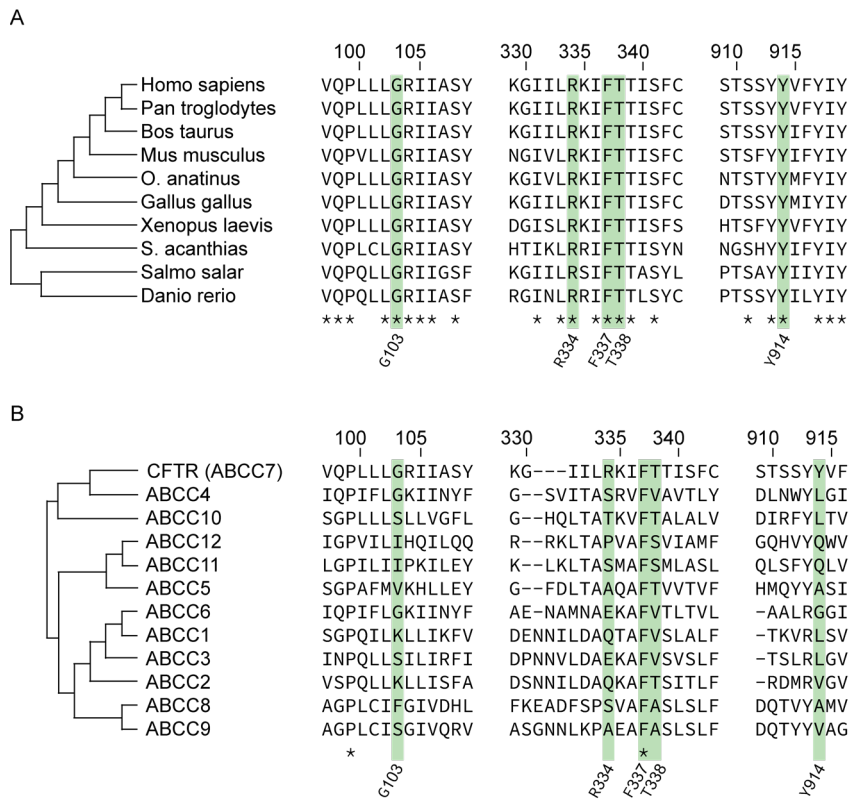 A
100 105 330 335 340 910 915
Homo sapiens VQPLLLGRIIASY KGIILRKIFTTISFC STSSYYVFYIY
Pan troglodytes VQPLLLGRIIASY KGIILRKIFTTISFC STSSYYVFYIY
Bos taurus VQPLLLGRIIASY KGIILRKIFTTISFC STSSYYVFYIY
Mus musculus VQPVLLGRIIASY NGIVLRKIFTTISFC STSFYYVFYIY
O. anatinus VQPLLLGRIIASY KGIVLRKIFTTISFC NTSTYYMFYIY
Gallus gallus VQPLLLGRIIASY KGIILRKIFTTISFC DTSSYYMIYIY
Xenopus laevis VQPLLLGRIIASY DGISLRKIFTTISFS HTSFYYVFYIY
S. acanthias VQPLCLGRIIASY HTIKLRRIFTTISYN NGSHYYIFYIY
Salmo salar VQPQLLGRIIGSF KGIILRSIFTTASYL PTSAYYIIYIY
Danio rerio VQPQLLGRIIASF RGINLRRIFTTLSYC PTSSYYILYIY
*** ***** * * ** **** * * ** ***
G103 R334 F337 T338 Y914
B
100 105 330 335 340 910 915
CFTR (ABCC7) VQPLLLGRIIASY KG---IILRKIFTTISFC STSSYYVF
ABCC4 IQPIFLGKIINYF G--SVITASRVFVAVTLY DLNWYLGI
ABCC10 SGPLLLSLLVGFL G--HQLTATKVFTALALV DIRFYLTV
ABCC12 IGPVILIHQILQQ R--RKLTAPVAFSVIAMF GQHVYQWV
ABCC11 LGPILIIPKILEY K--LKLTASMAFSMLASL QLSFYQLV
ABCC5 SGPAFMVKHLLEY G--FDLTAAQAFTVVTVF HMQYYASI
ABCC6 IQPIFLGKIINYF AE-NAMNAEKAFVTLTVL -AALRGGI
ABCC1 SGPQILKLLIKFV DENNILDAQTAFVSLALF -TKVRLSV
ABCC3 INPQLLSILIRFI DPNNVLDAEKAFVSVSLF -TSLRLGV
ABCC2 VSPQLLKLLISFA DSNNILDAQKAFTSITLF -RDMRVGV
ABCC8 AGPLCIFGIVDHL FKEADFSPSVAFASLSLF DQTVYAMV
ABCC9 AGPLCISGIVQRV ASGNNLKPAEAFASLSLF DQTYYVAG
* *
G103 R334 F337 T338 Y914